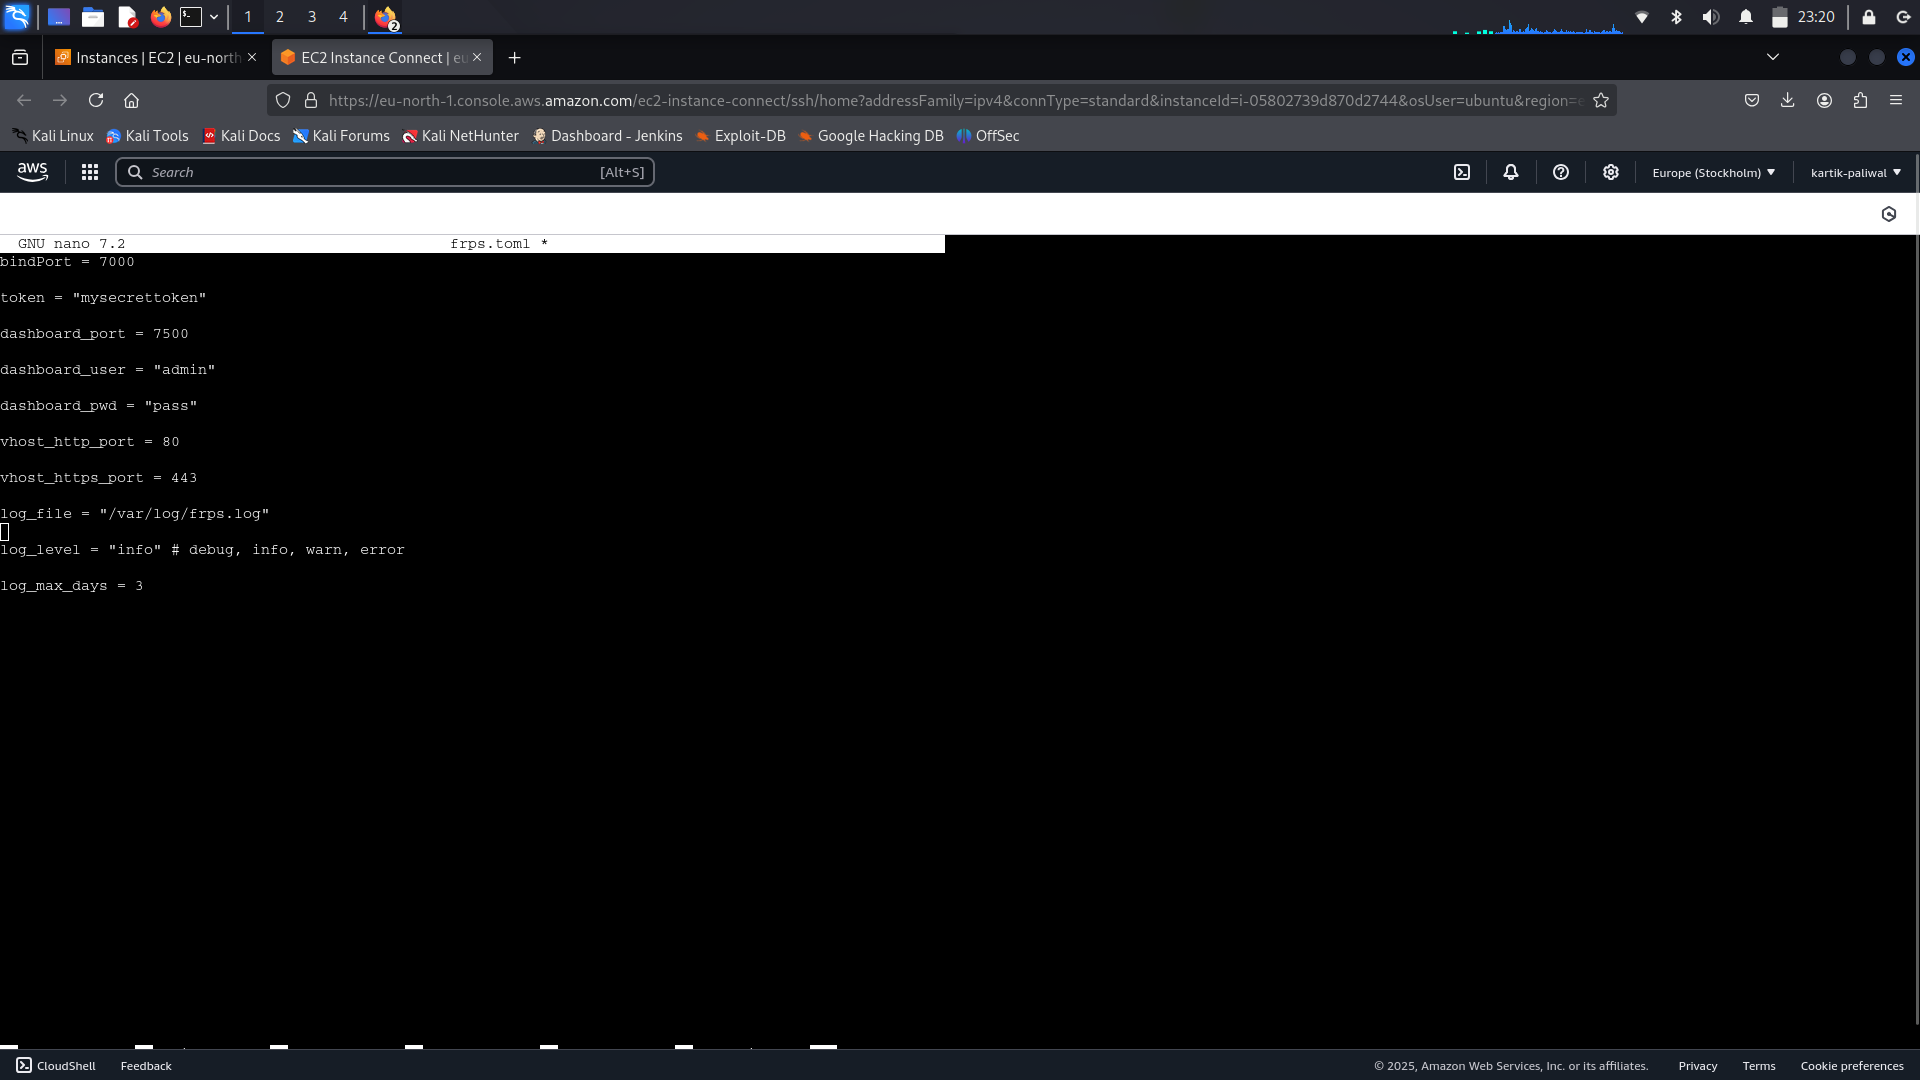 1 2 3 4 2 23:20
Instances | EC2 | eu-north EC2 Instance Connect | eu
https://eu-north-1.console.aws.amazon.com/ec2-instance-connect/ssh/home?addressFamily=ipv4&connType=standard&instanceId=i-05802739d870d2744&osUser=ubuntu&region=e
Kali Linux Kali Tools Kali Docs Kali Forums Kali NetHunter Dashboard - Jenkins Exploit-DB Google Hacking DB OffSec
aws Search [Alt+S] Europe (Stockholm) kartik-paliwal
GNU nano 7.2 frps.toml *
bindPort = 7000
token = "mysecrettoken"
dashboard_port = 7500
dashboard_user = "admin"
dashboard_pwd = "pass"
vhost_http_port = 80
vhost_https_port = 443
log_file = "/var/log/frps.log"
log_level = "info" # debug, info, warn, error
log_max_days = 3
CloudShell Feedback © 2025, Amazon Web Services, Inc. or its affiliates. Privacy Terms Cookie preferences